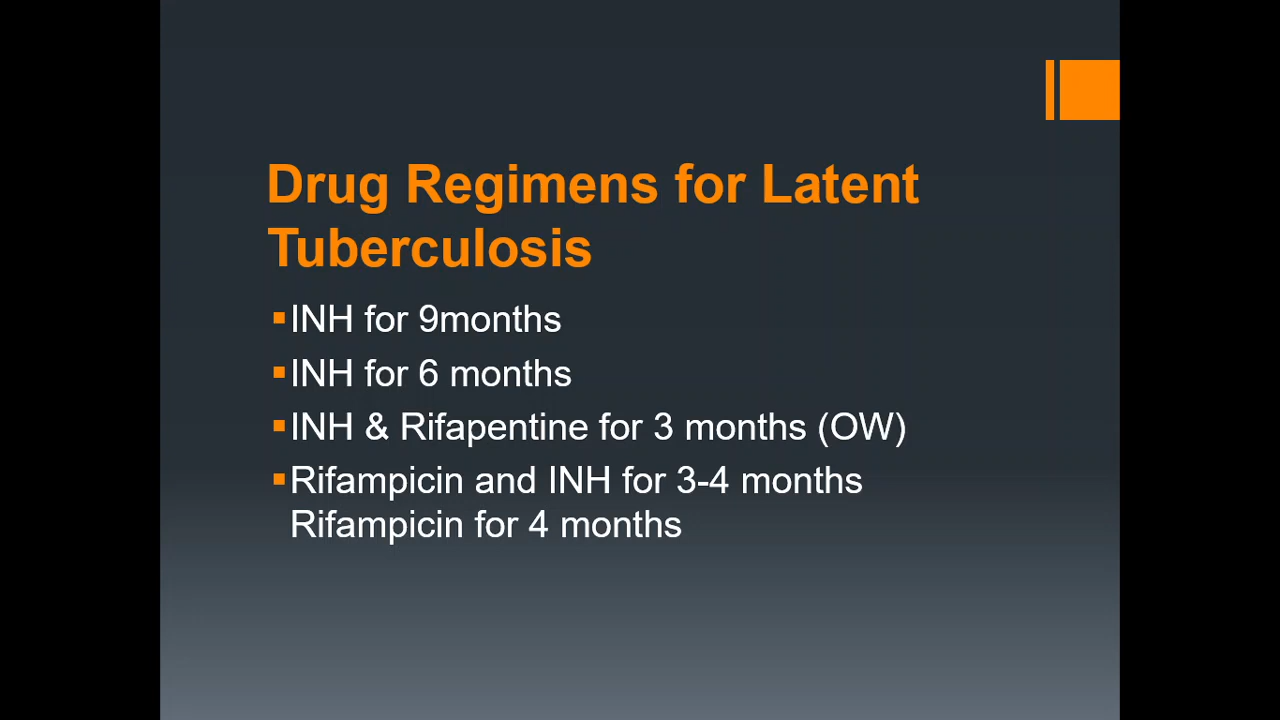 Drug Regimens for Latent
Tuberculosis
▪INH for 9months
▪INH for 6 months
▪INH & Rifapentine for 3 months (OW)
▪Rifampicin and INH for 3-4 months
Rifampicin for 4 months